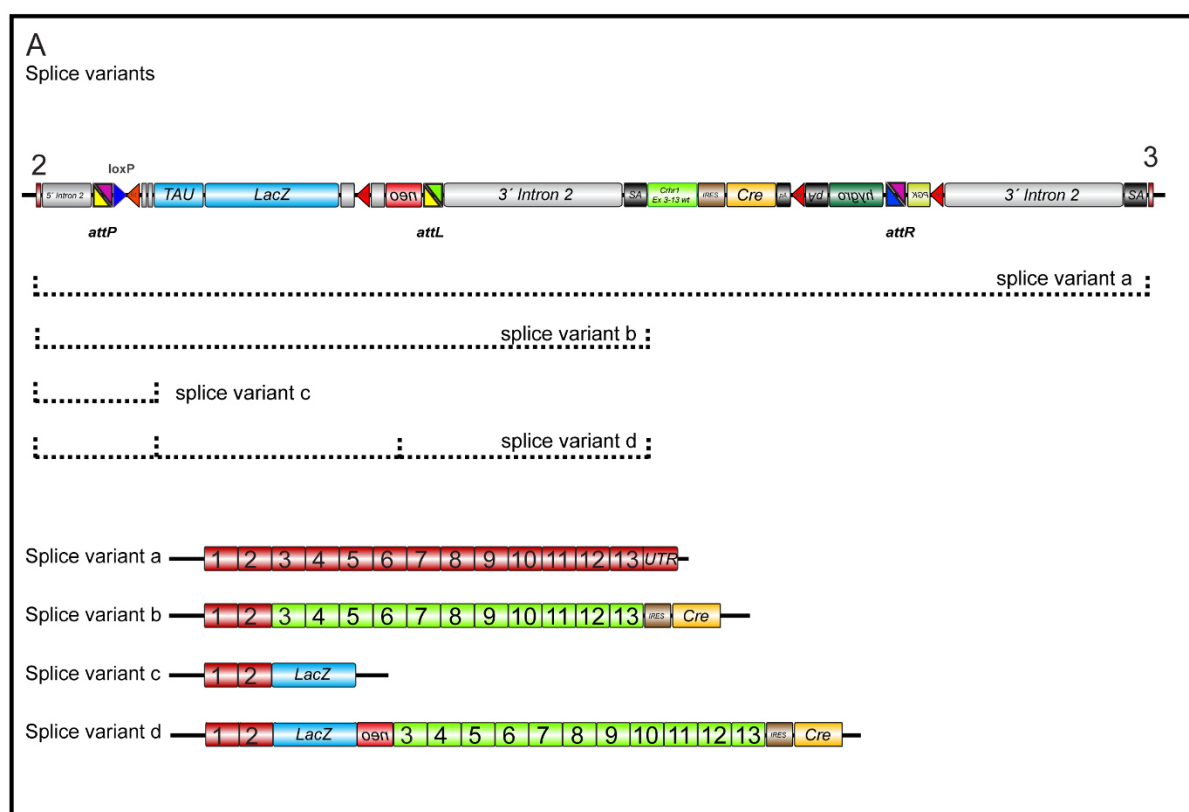 A
Splice variants
2 loxP 3
5´ Intron 2 TAU LacZ neo 3´ Intron 2 SA Crhr1 IRES Cre pA pA hygro PGK 3´ Intron 2 SA
Ex 3-13 wt
attP attL attR
splice variant a
splice variant b
splice variant c
splice variant d
Splice variant a 1 2 3 4 5 6 7 8 9 10 11 12 13 UTR
Splice variant b 1 2 3 4 5 6 7 8 9 10 11 12 13 IRES Cre
Splice variant c 1 2 LacZ
Splice variant d 1 2 LacZ neo 3 4 5 6 7 8 9 10 11 12 13 IRES Cre